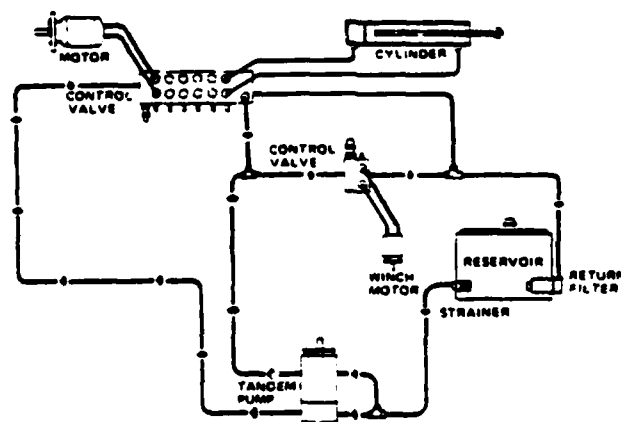 MOTOR
CYLINDER
CONTROL
VALVE
CONTROL
VALVE
WINCH
MOTOR
RESERVOIR
RETURN
FILTER
STRAINER
TANDEM
PUMP